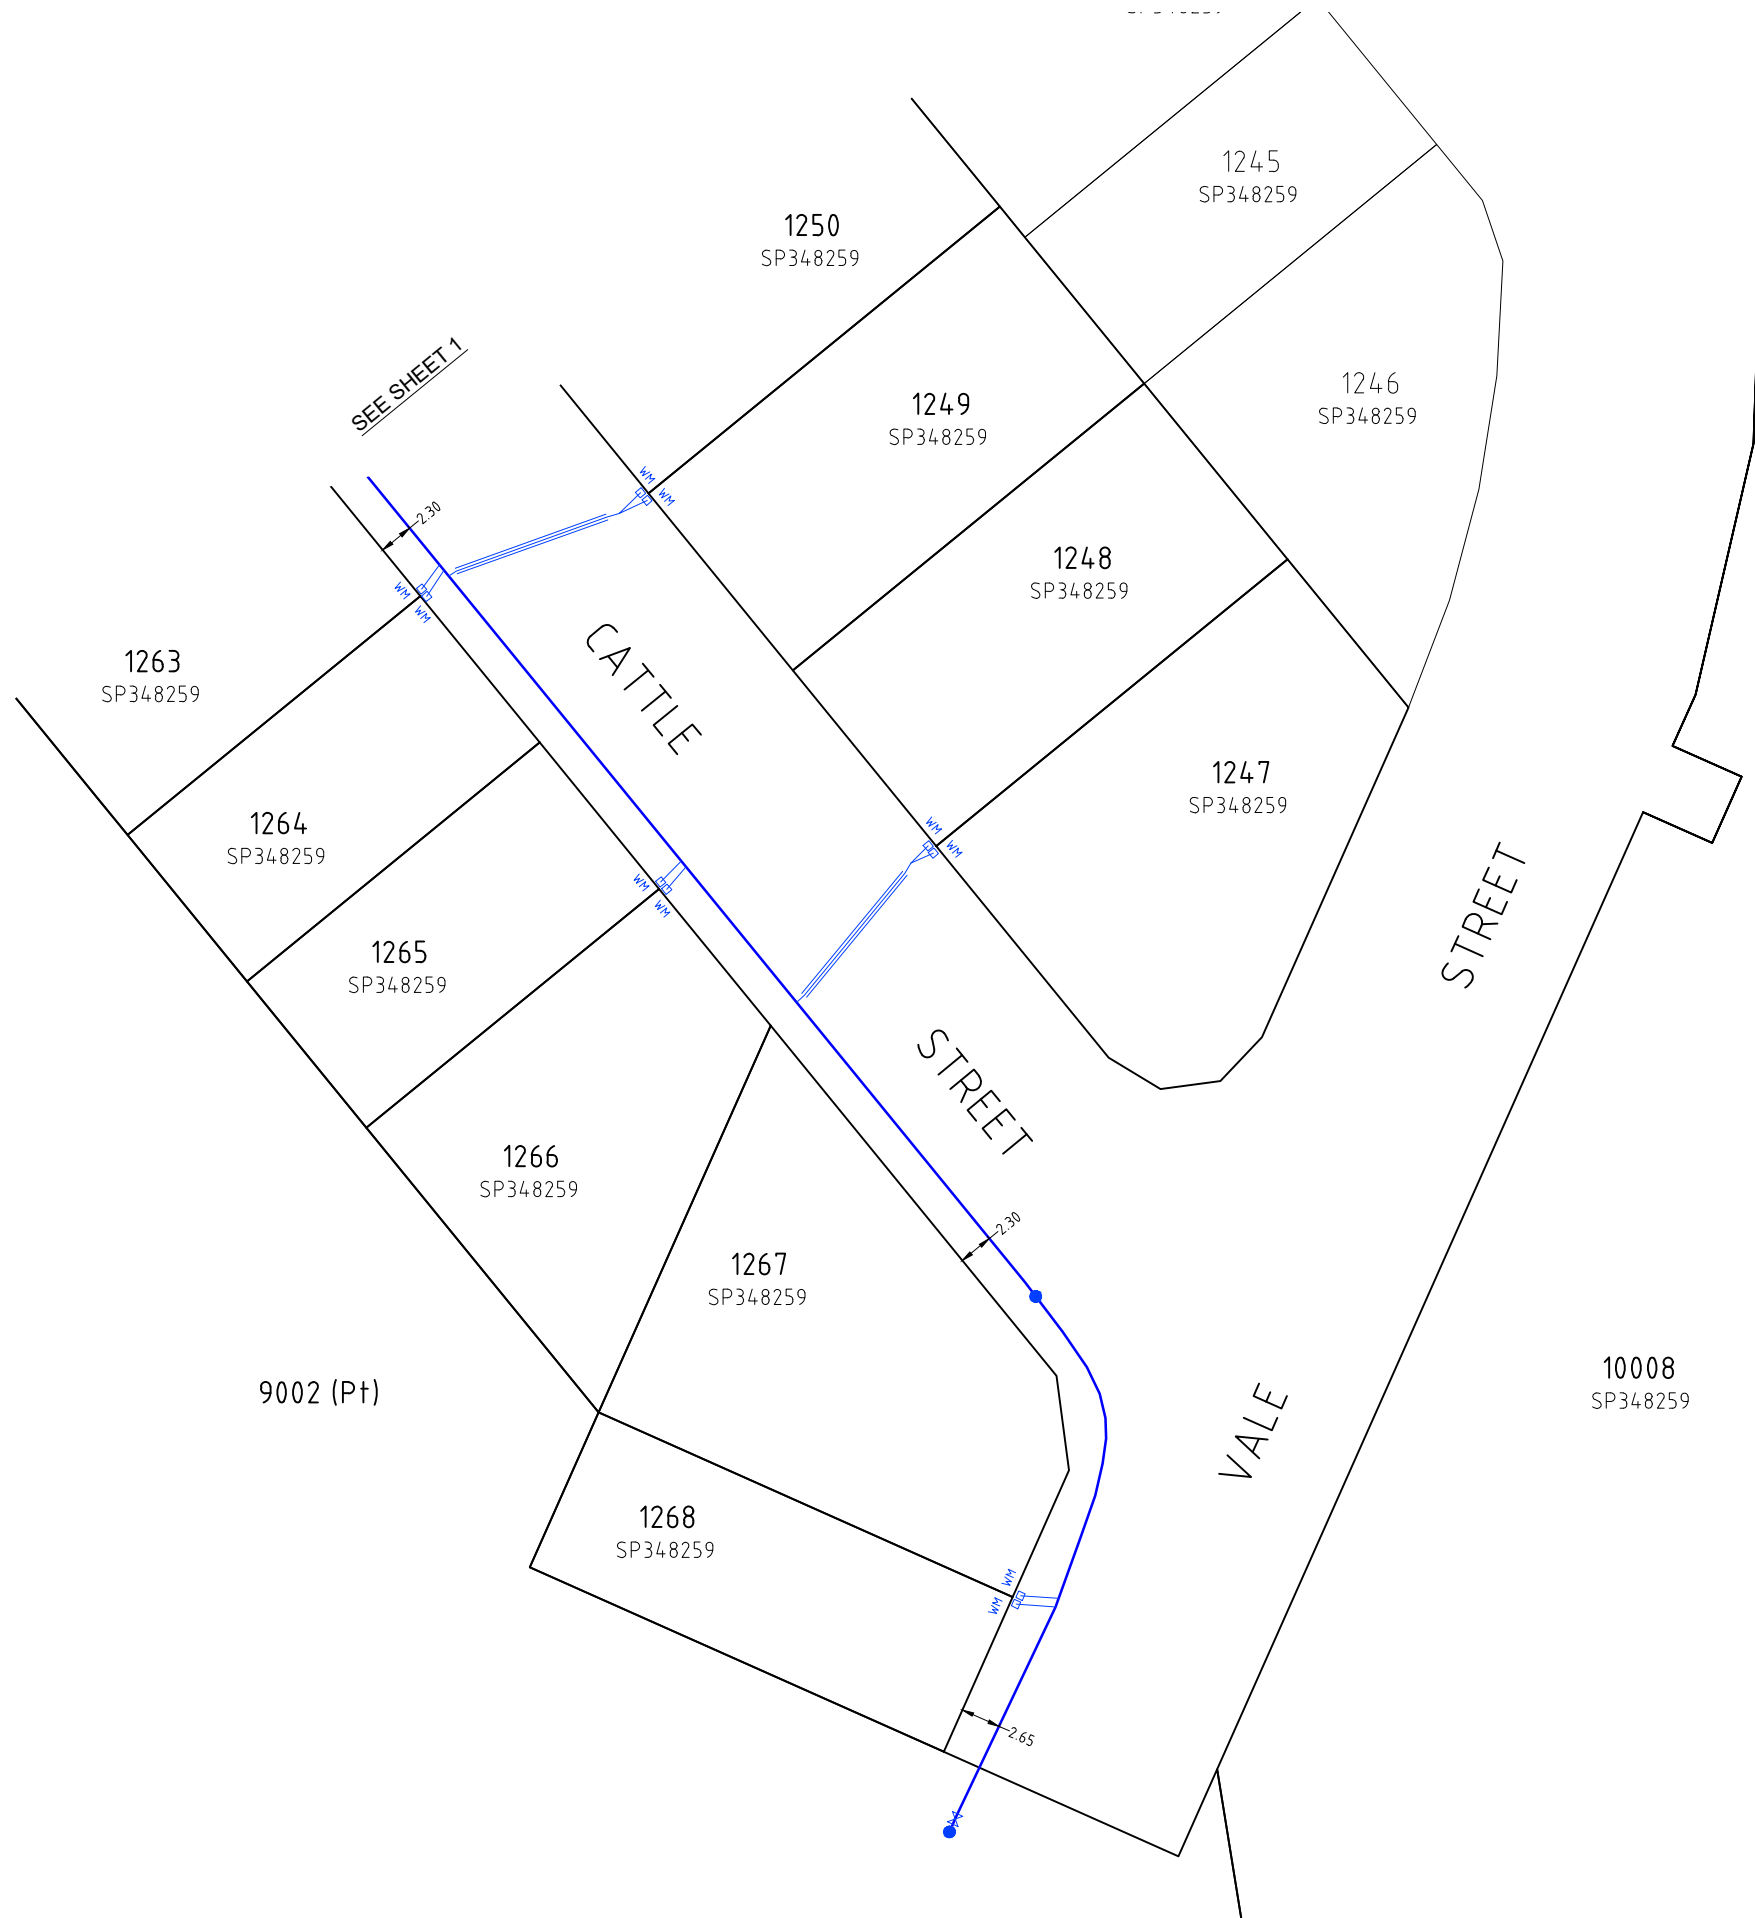 1245
SP348259
1250
SP348259
SEE SHEET 1
1246
SP348259
1249
SP348259
WM
WM
2.30
1248
SP348259
WM
WM
1263
SP348259
CATTLE
1247
SP348259
1264
SP348259
WM
WM
WM
WM
STREET
1265
SP348259
STREET
1266
SP348259
2.30
1267
SP348259
10008
SP348259
9002 (Pt)
VALE
1268
SP348259
WM
WM
2.65